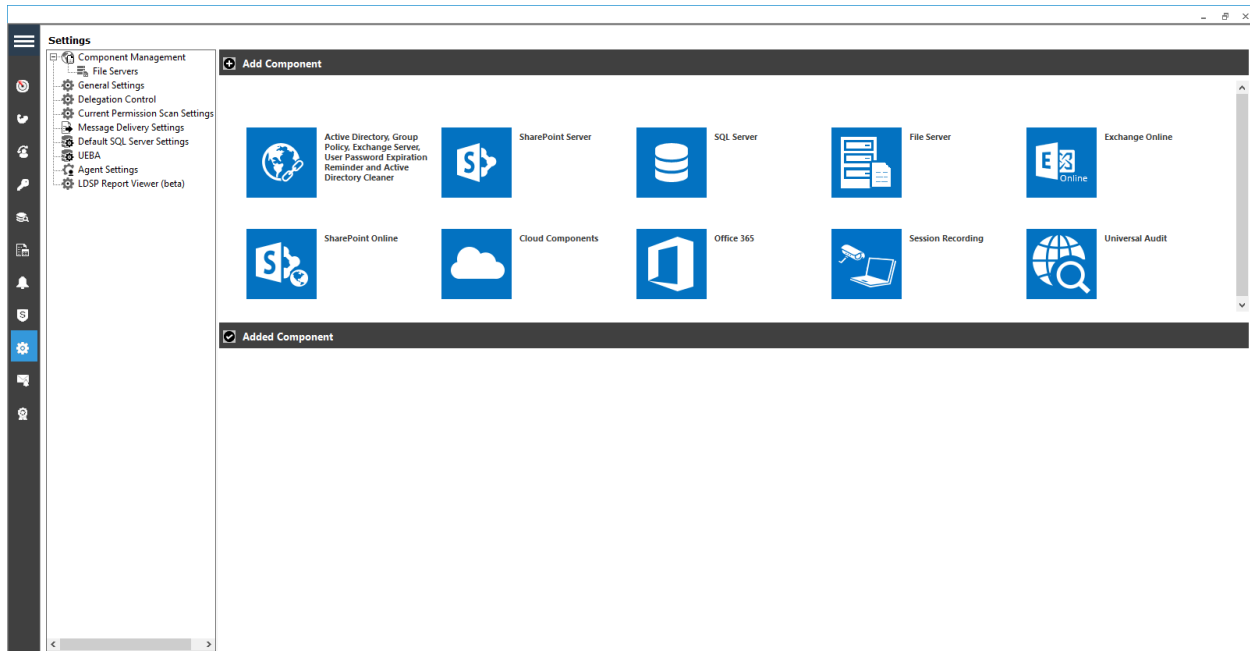 Settings
Component Management
File Servers
General Settings
Delegation Control
Current Permission Scan Settings
Message Delivery Settings
Default SQL Server Settings
UEBA
Agent Settings
LDSP Report Viewer (beta)
Add Component
Active Directory, Group
Policy, Exchange Server,
User Password Expiration
Reminder and Active
Directory Cleaner
S
SharePoint Server
SQL Server
File Server
E
Online
Exchange Online
S
SharePoint Online
Cloud Components
Office 365
Session Recording
Universal Audit
Added Component